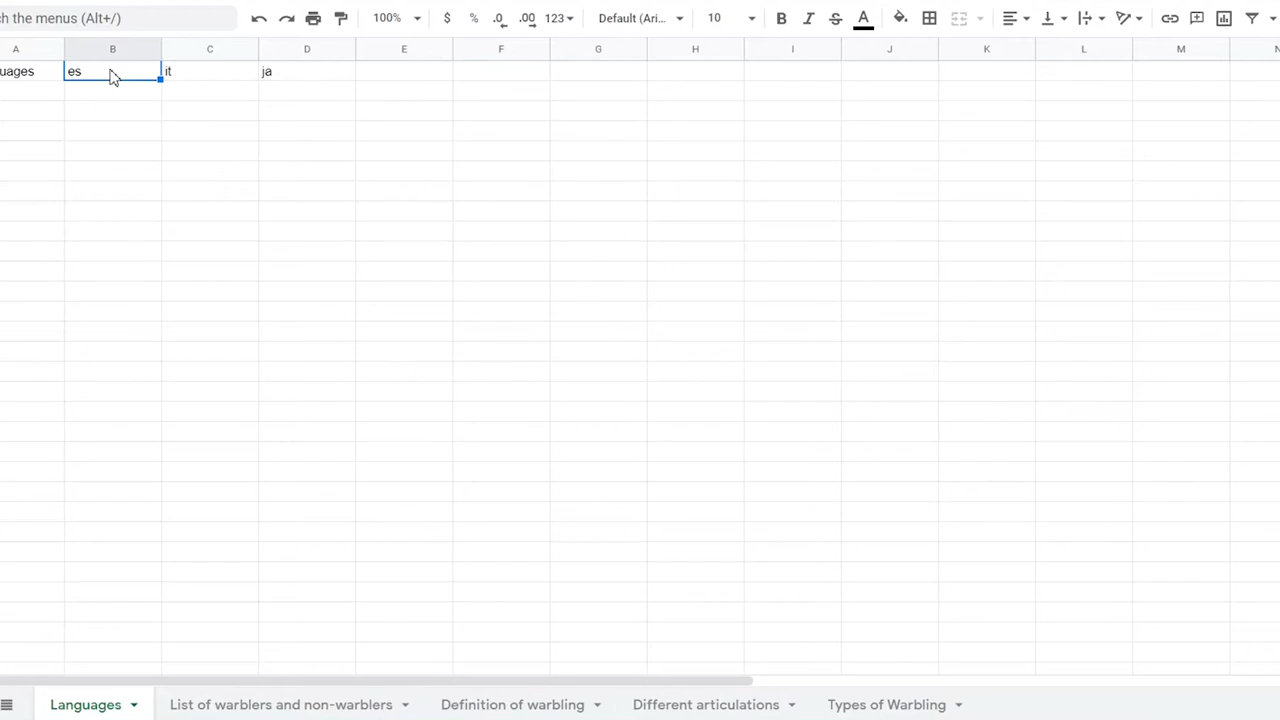 ch the menus (Alt+/) 100% $ % .0 .00 123 Default (Ari... 10 B I S A
A B C D E F G H I J K L M N
uages es it ja
Languages List of warblers and non-warblers Definition of warbling Different articulations Types of Warbling